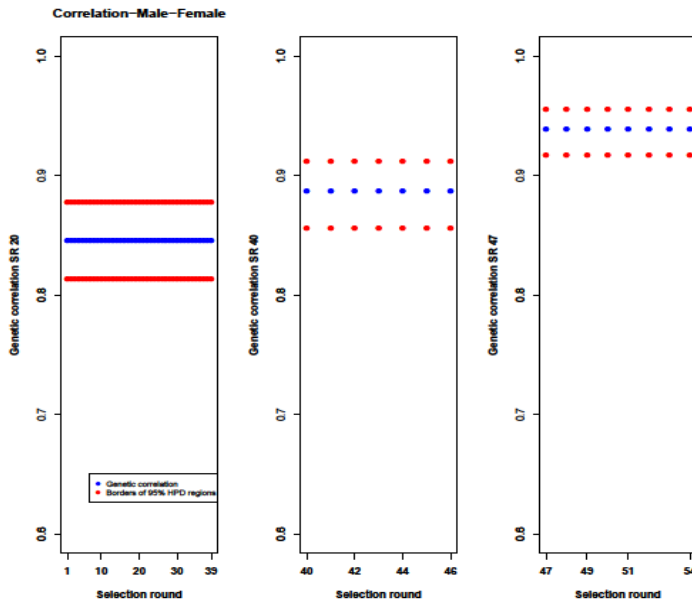 Correlation−Male−Female
Genetic correlation SR 20
1.0
0.9
0.8
0.7
0.6
Genetic correlation
Borders of 95% HPD regions
1 10 20 30 39
Selection round
Genetic correlation SR 40
1.0
0.9
0.8
0.7
0.6
40 42 44 46
Selection round
Genetic correlation SR 47
1.0
0.9
0.8
0.7
0.6
47 49 51 54
Selection round